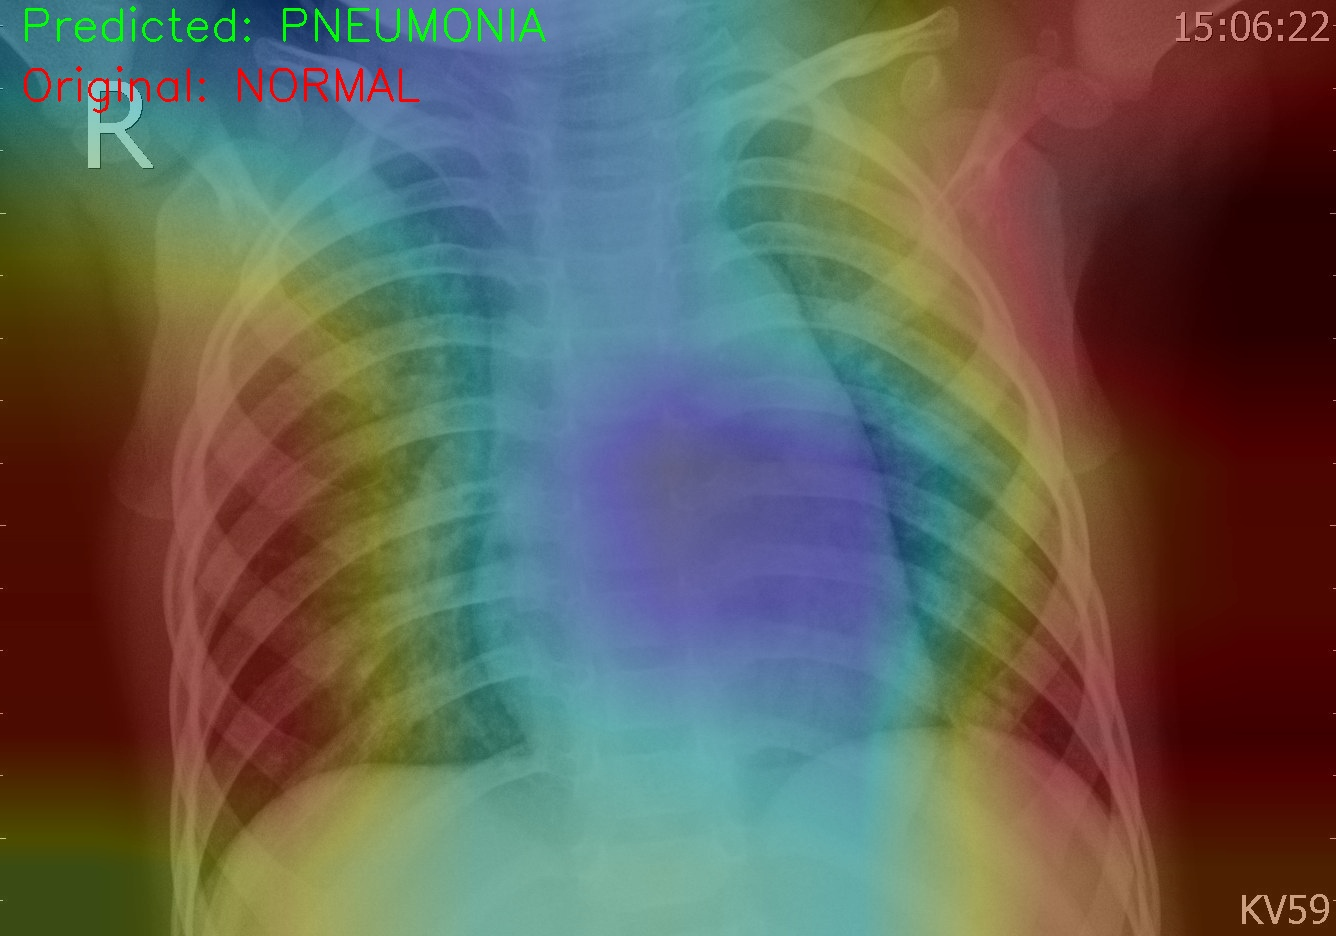 Predicted: PNEUMONIA
15:06:22
Original: NORMAL
R
KV59